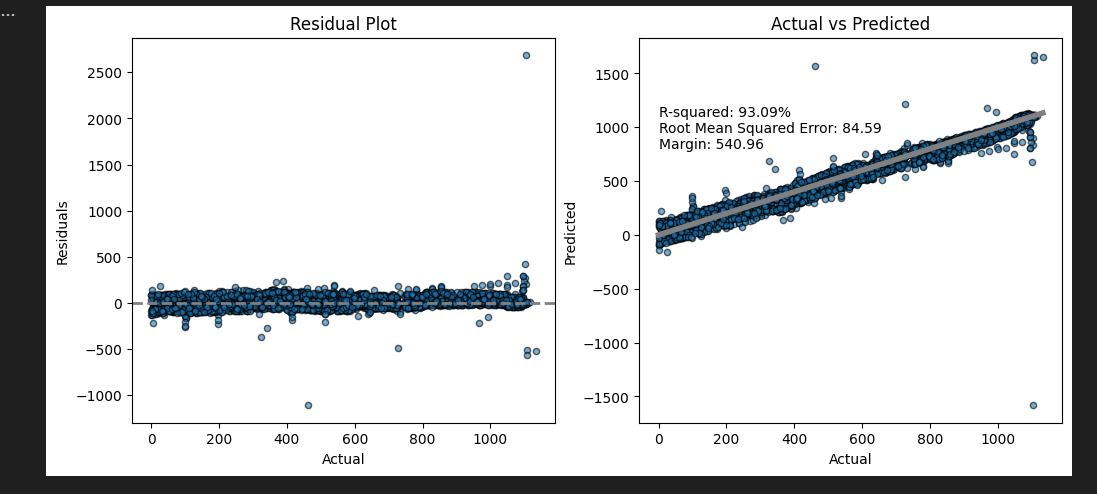 ...
Residual Plot
2500
2000
1500
1000
500
0
−500
−1000
Residuals
0 200 400 600 800 1000
Actual
Actual vs Predicted
R-squared: 93.09%
Root Mean Squared Error: 84.59
Margin: 540.96
1500
1000
500
0
−500
−1000
−1500
Predicted
0 200 400 600 800 1000
Actual